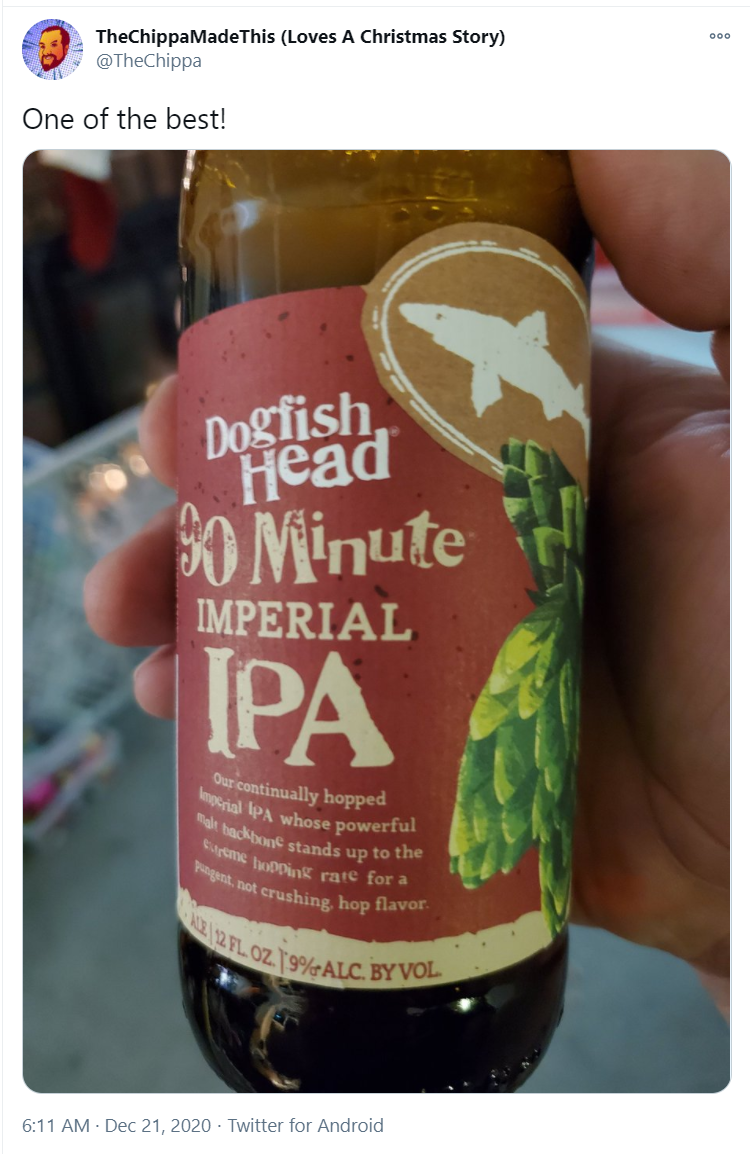 TheChippaMadeThis (Loves A Christmas Story)
@TheChippa
One of the best!
Dogfish
Head
90 Minute
IMPERIAL
IPA
Our continually hopped
Imperial IPA whose powerful
malt backbone stands up to the
extreme hopping rate for a
pungent, not crushing, hop flavor.
ALE | 12 FL. OZ. | 9% ALC. BY VOL.
6:11 AM · Dec 21, 2020 · Twitter for Android